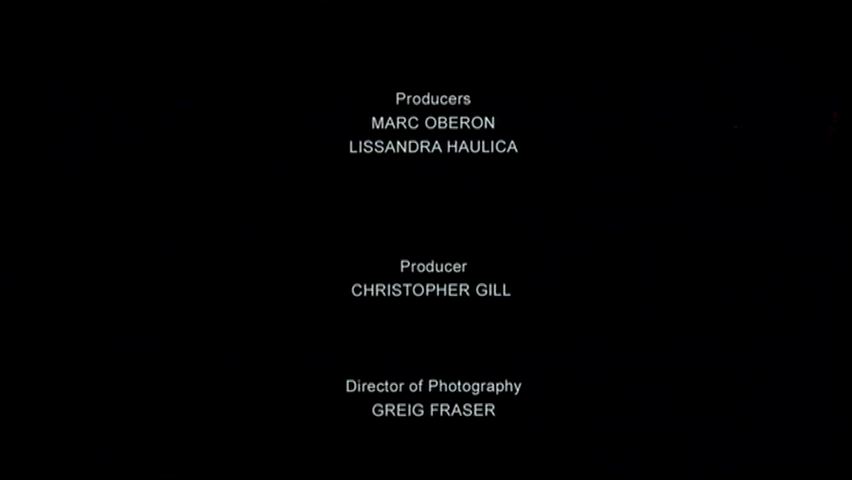 Producers
MARC OBERON
LISSANDRA HAULICA
Producer
CHRISTOPHER GILL
Director of Photography
GREIG FRASER